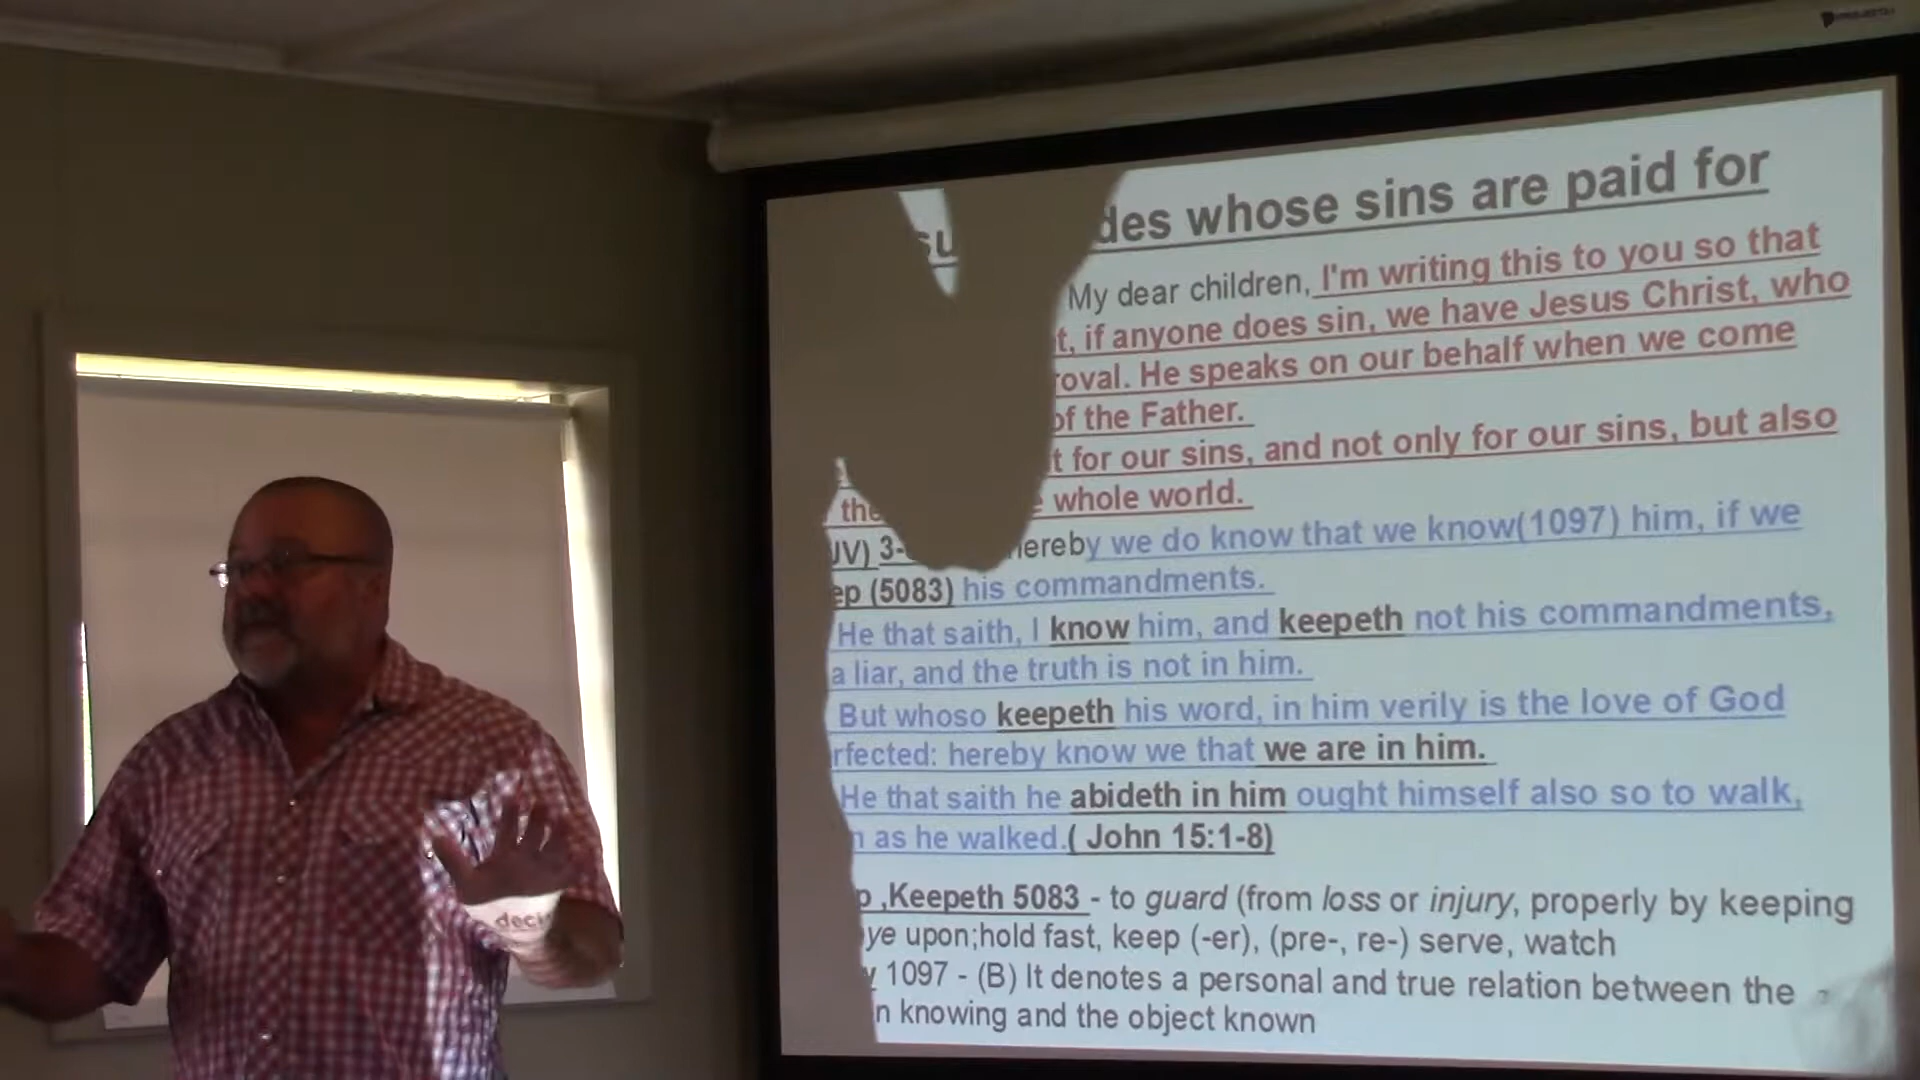 des whose sins are paid for
My dear children, I'm writing this to you so that
t, if anyone does sin, we have Jesus Christ, who
roval. He speaks on our behalf when we come
of the Father.
t for our sins, and not only for our sins, but also
the whole world.
JV) 3- hereby we do know that we know(1097) him, if we
ep (5083) his commandments.
He that saith, I know him, and keepeth not his commandments,
a liar, and the truth is not in him.
But whoso keepeth his word, in him verily is the love of God
rfected: hereby know we that we are in him.
He that saith he abideth in him ought himself also so to walk,
n as he walked.( John 15:1-8)
p ,Keepeth 5083 - to guard (from loss or injury, properly by keeping
ye upon;hold fast, keep (-er), (pre-, re-) serve, watch
1097 - (B) It denotes a personal and true relation between the
n knowing and the object known
deci